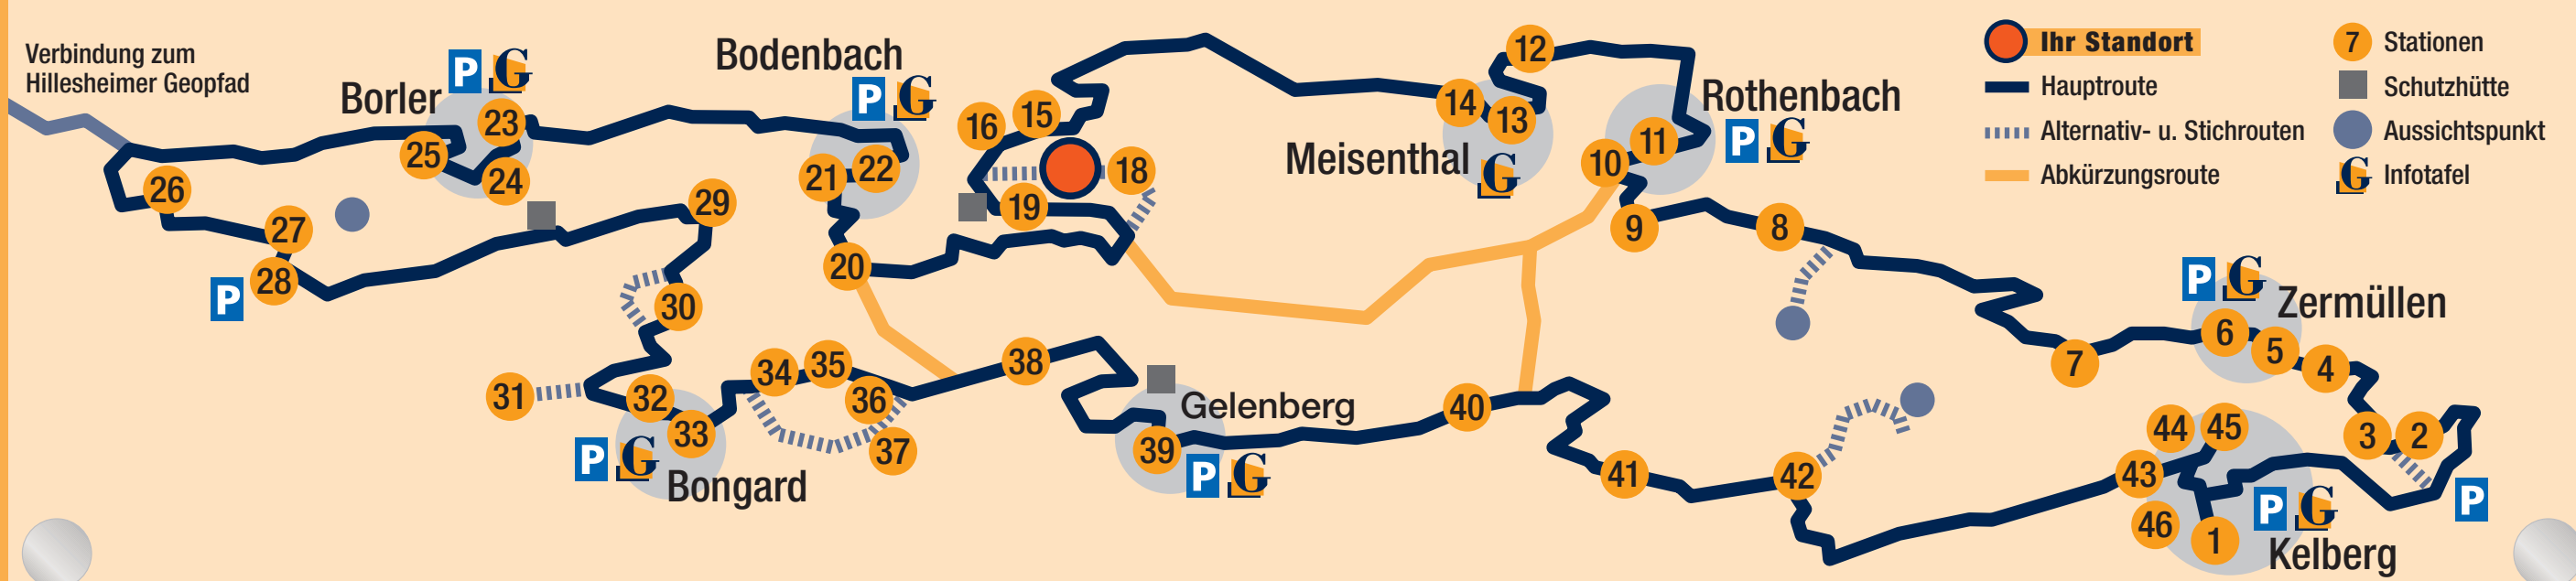 Verbindung zum
Hillesheimer Geopfad
Borler
P G
23
25
24
26
27
28
P
29
30
31
32
33
P G
Bongard
Bodenbach
P G
21
22
20
16
15
18
19
34
35
36
37
38
Gelenberg
39
P G
40
41
42
Meisenthal
G
12
14
13
Rothenbach
P G
11
10
9
8
7
Zermüllen
P G
6
5
4
3
2
P
44
45
43
46
1
P G
Kelberg
Ihr Standort
Hauptroute
Alternativ- u. Stichrouten
Abkürzungsroute
7 Stationen
Schutzhütte
Aussichtspunkt
G Infotafel